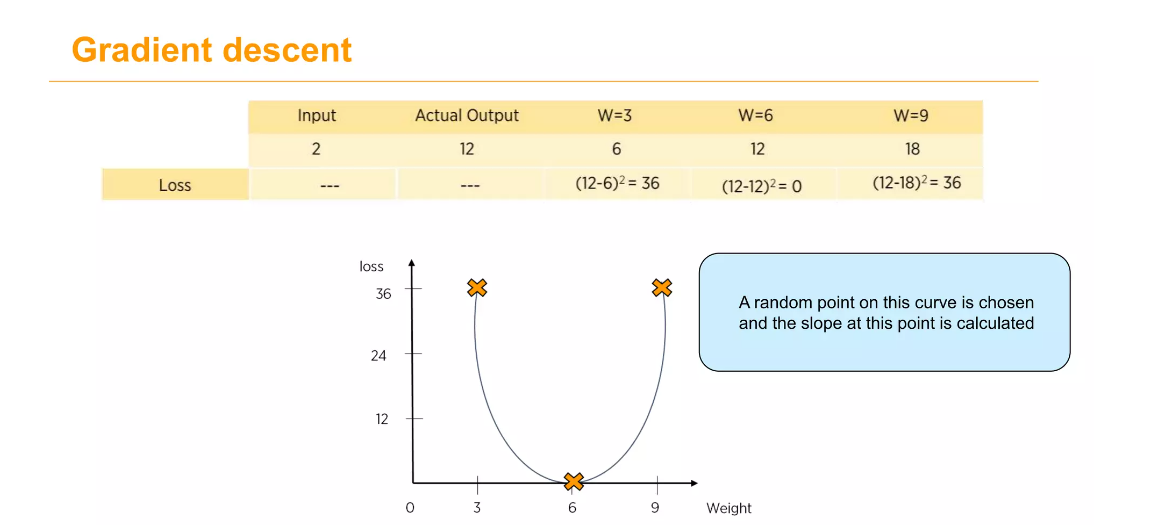 Gradient descent
Input Actual Output W=3 W=6 W=9
2 12 6 12 18
Loss --- --- (12-6)²= 36 (12-12)²= 0 (12-18)²= 36
loss
36
24
12
0 3 6 9 Weight
A random point on this curve is chosen
and the slope at this point is calculated